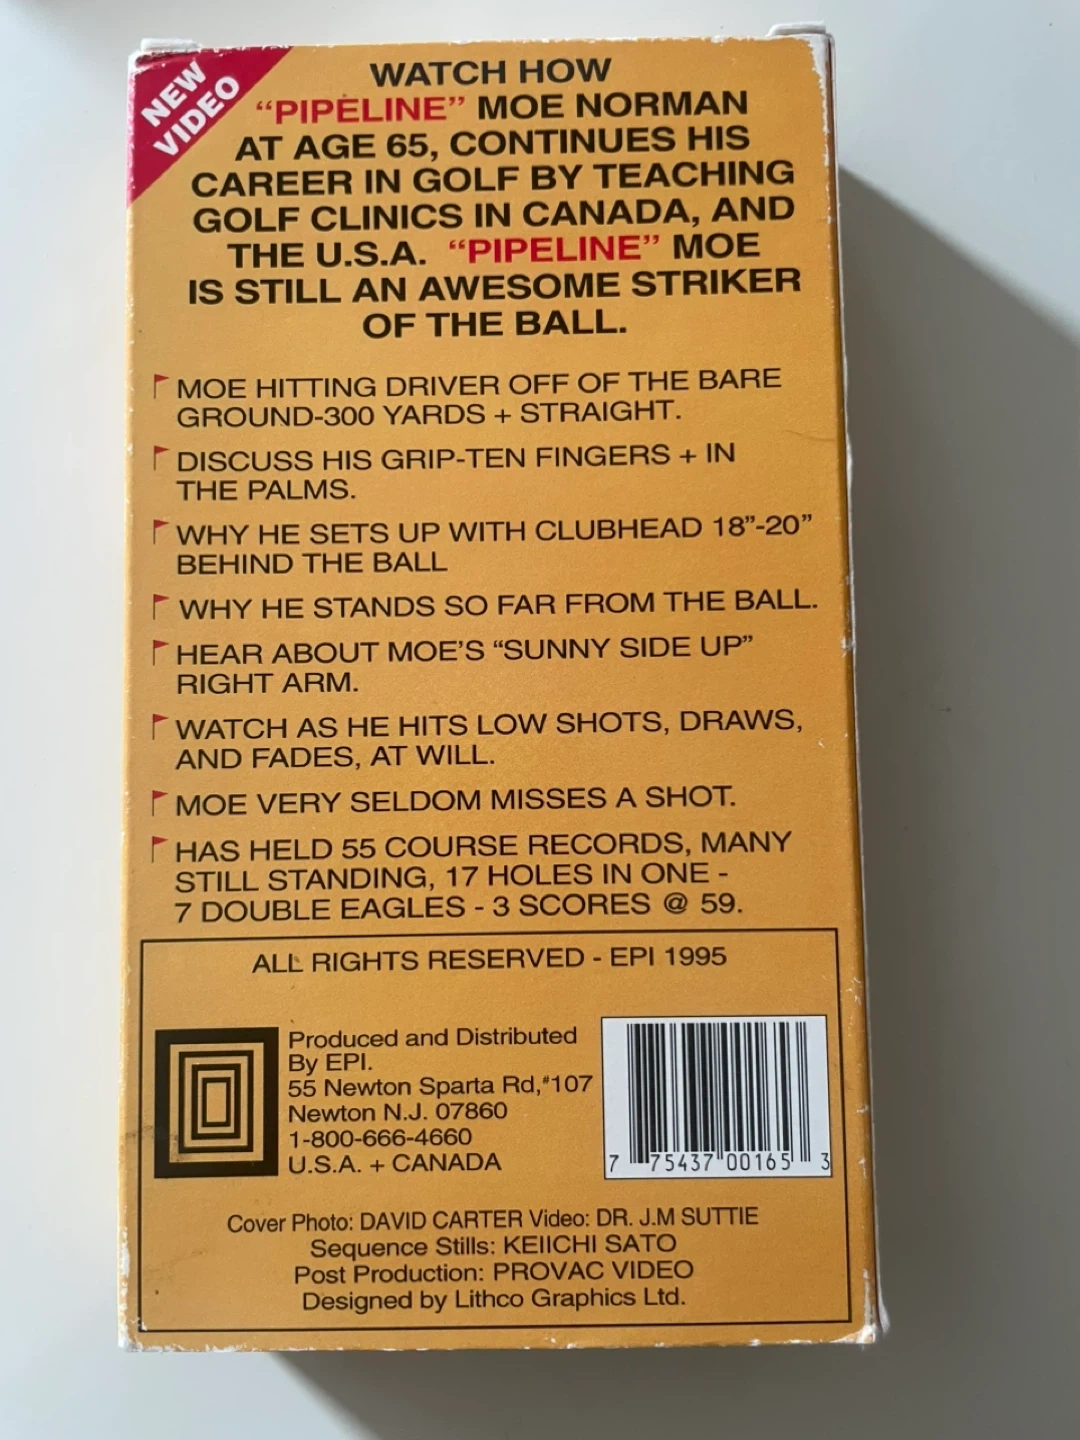 NEW
VIDEO
WATCH HOW
“PIPELINE” MOE NORMAN
AT AGE 65, CONTINUES HIS
CAREER IN GOLF BY TEACHING
GOLF CLINICS IN CANADA, AND
THE U.S.A. “PIPELINE” MOE
IS STILL AN AWESOME STRIKER
OF THE BALL.
MOE HITTING DRIVER OFF OF THE BARE
GROUND-300 YARDS + STRAIGHT.
DISCUSS HIS GRIP-TEN FINGERS + IN
THE PALMS.
WHY HE SETS UP WITH CLUBHEAD 18”-20”
BEHIND THE BALL
WHY HE STANDS SO FAR FROM THE BALL.
HEAR ABOUT MOE’S “SUNNY SIDE UP”
RIGHT ARM.
WATCH AS HE HITS LOW SHOTS, DRAWS,
AND FADES, AT WILL.
MOE VERY SELDOM MISSES A SHOT.
HAS HELD 55 COURSE RECORDS, MANY
STILL STANDING, 17 HOLES IN ONE -
7 DOUBLE EAGLES - 3 SCORES @ 59.
ALL RIGHTS RESERVED - EPI 1995
Produced and Distributed
By EPI.
55 Newton Sparta Rd,#107
Newton N.J. 07860
1-800-666-4660
U.S.A. + CANADA
7 75437 00165 3
Cover Photo: DAVID CARTER Video: DR. J.M SUTTIE
Sequence Stills: KEIICHI SATO
Post Production: PROVAC VIDEO
Designed by Lithco Graphics Ltd.